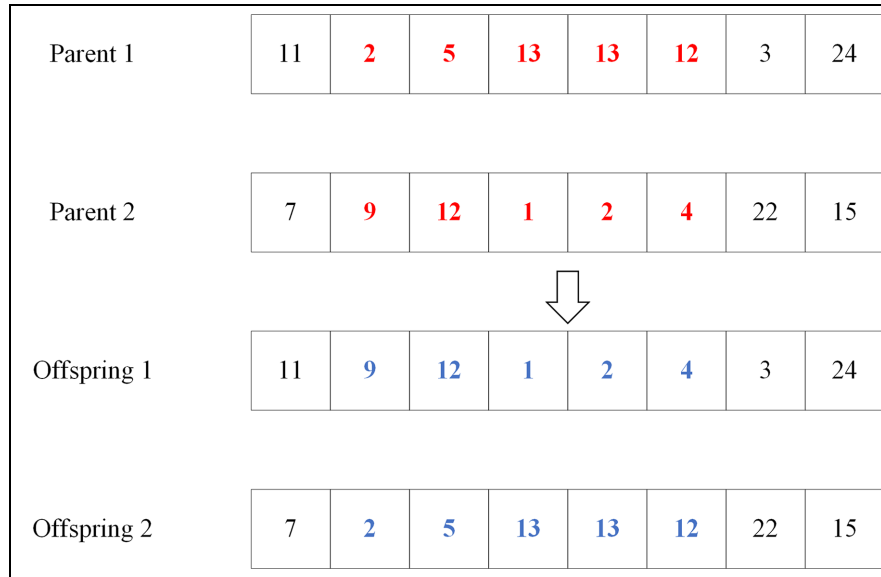 Parent 1 11 2 5 13 13 12 3 24
Parent 2 7 9 12 1 2 4 22 15
Offspring 1 11 9 12 1 2 4 3 24
Offspring 2 7 2 5 13 13 12 22 15